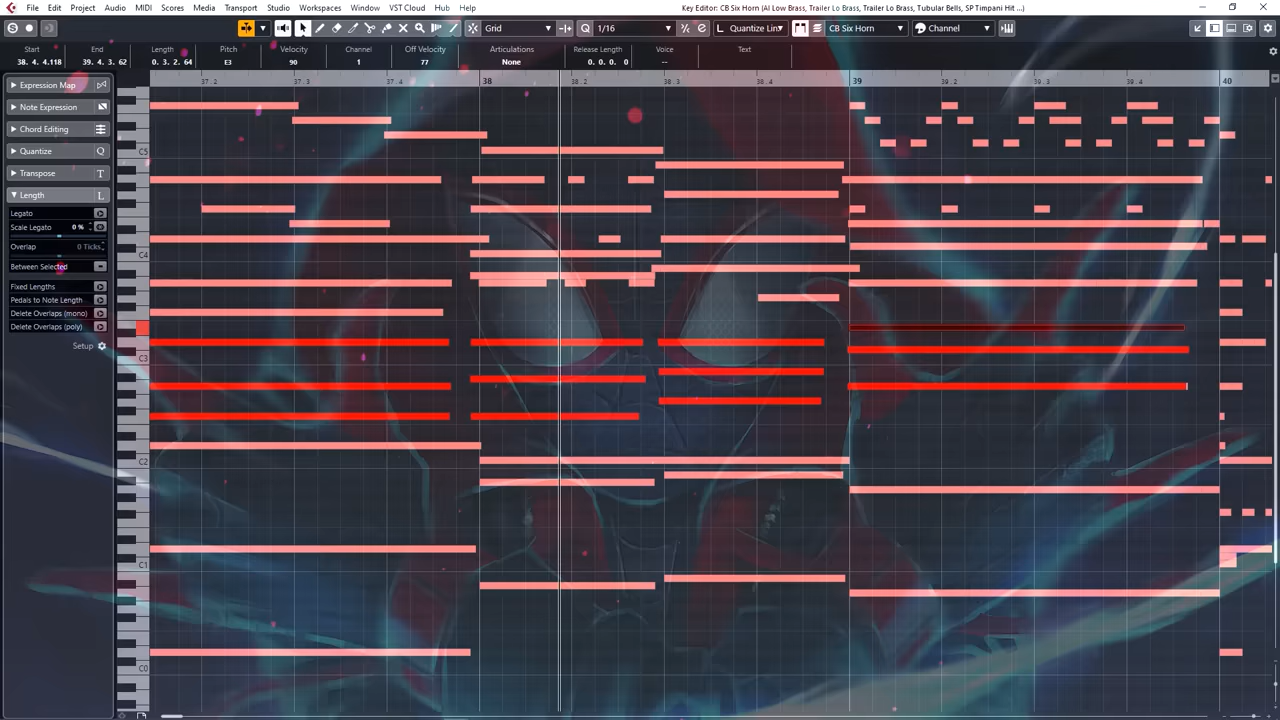 File Edit Project Audio MIDI Scores Media Transport Studio Workspaces Window VST Cloud Hub Help
Key Editor: CB Six Horn (AI Low Brass, Trailer Lo Brass, Trailer Lo Brass, Tubular Bells, SP Timpani Hit ...)
S Grid Q 1/16 L Quantize Link CB Six Horn Channel
Start End Length Pitch Velocity Channel Off Velocity Articulations Release Length Voice Text
38. 4. 4.118 39. 4. 3. 62 0. 3. 2. 64 E3 90 1 77 None 0. 0. 0. 0 --
37.2 37.3 37.4 38 38.2 38.3 38.4 39 39.2 39.3 39.4 40
Expression Map
Note Expression
Chord Editing
Quantize Q
Transpose T
Length L
Legato
Scale Legato 0 %
Overlap 0 Ticks
Between Selected
Fixed Lengths
Pedals to Note Length
Delete Overlaps (mono)
Delete Overlaps (poly)
Setup
C5
C4
C3
C2
C1
C0